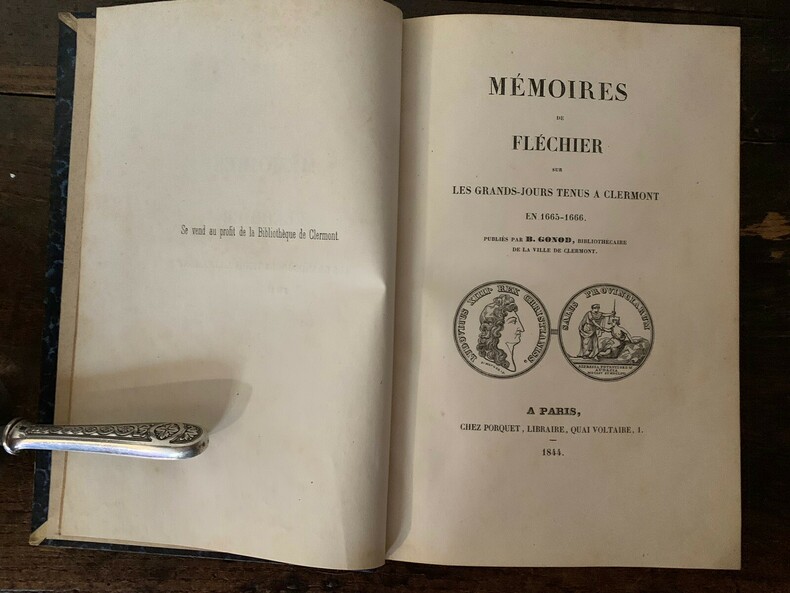 Se vend au profit de la Bibliothèque de Clermont.
MÉMOIRES
DE
FLÉCHIER
SUR
LES GRANDS-JOURS TENUS A CLERMONT
EN 1665-1666.
PUBLIÉS PAR B. GONOD, BIBLIOTHÉCAIRE
DE LA VILLE DE CLERMONT.
LUDOVICUS XIIII REX CHRISTIANISS.
SALUS PROVINCIARUM
A PARIS,
CHEZ PORQUET, LIBRAIRE, QUAI VOLTAIRE, 1.
1844.